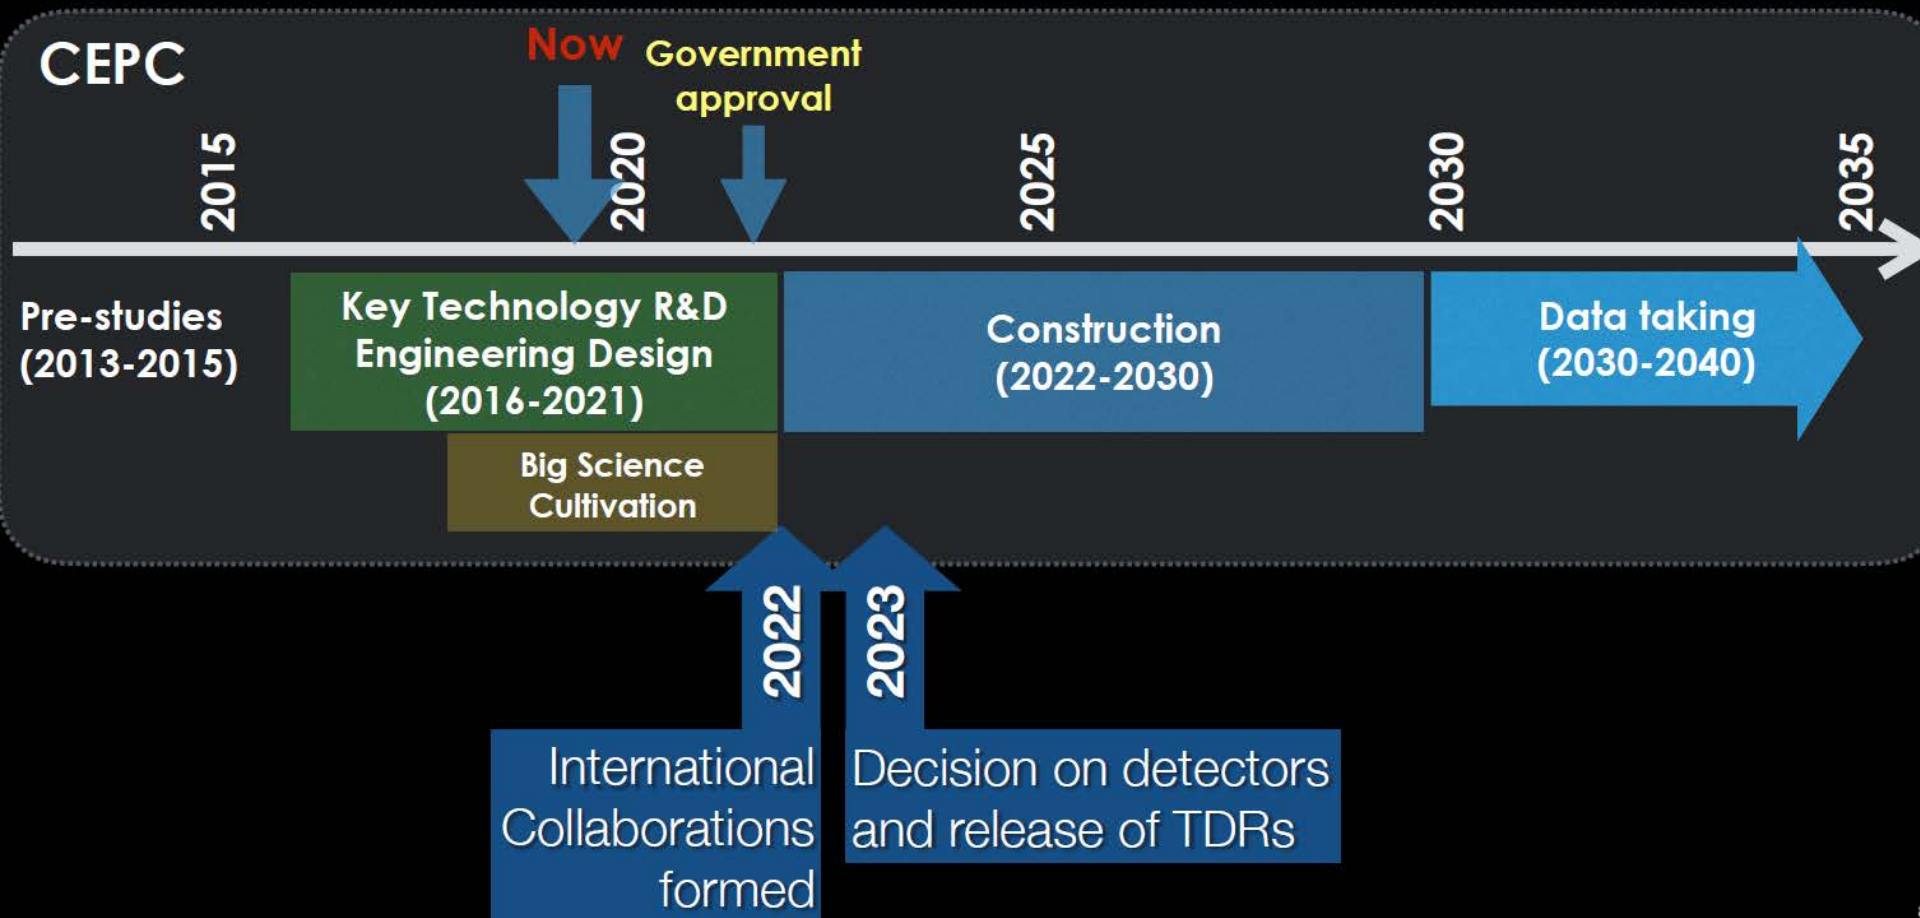 CEPC
Now
Government
approval
2015
2020
2025
2030
2035
Pre-studies
(2013-2015)
Key Technology R&D
Engineering Design
(2016-2021)
Construction
(2022-2030)
Data taking
(2030-2040)
Big Science
Cultivation
2022
2023
International
Collaborations
formed
Decision on detectors
and release of TDRs